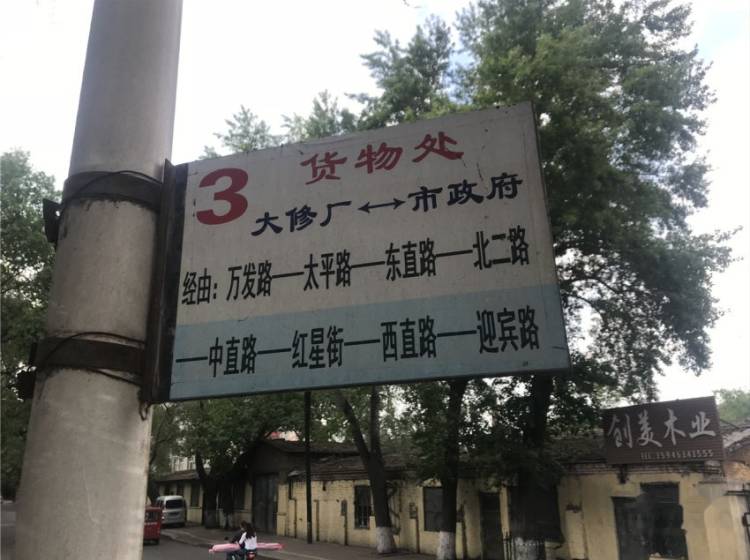 3 货物处
大修厂↔市政府
经由：万发路—太平路—东直路—北二路
—中直路—红星街—西直路—迎宾路
创美木业
TEL:15946341555